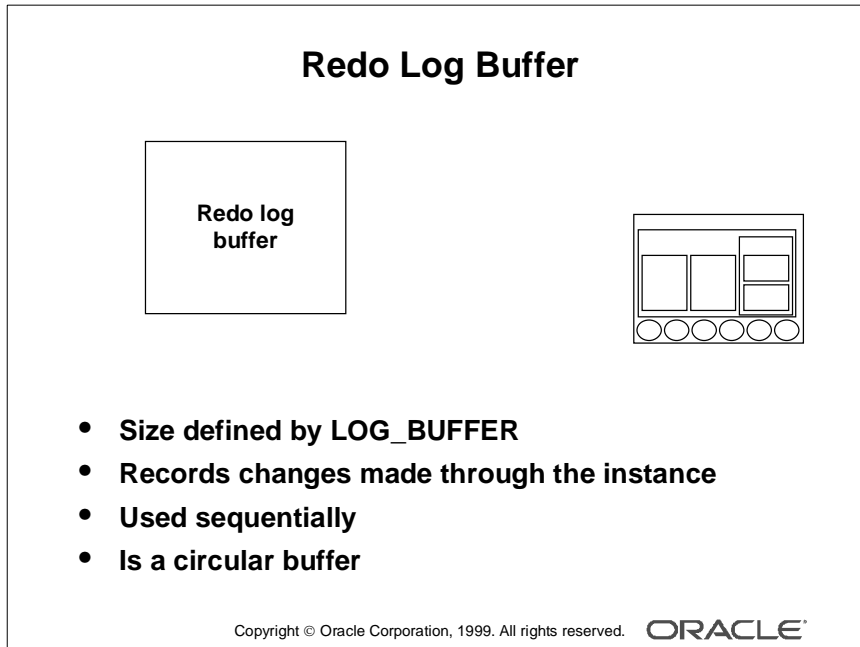 Redo Log Buffer
Redo log
buffer
• Size defined by LOG_BUFFER
• Records changes made through the instance
• Used sequentially
• Is a circular buffer
Copyright © Oracle Corporation, 1999. All rights reserved. ORACLE®